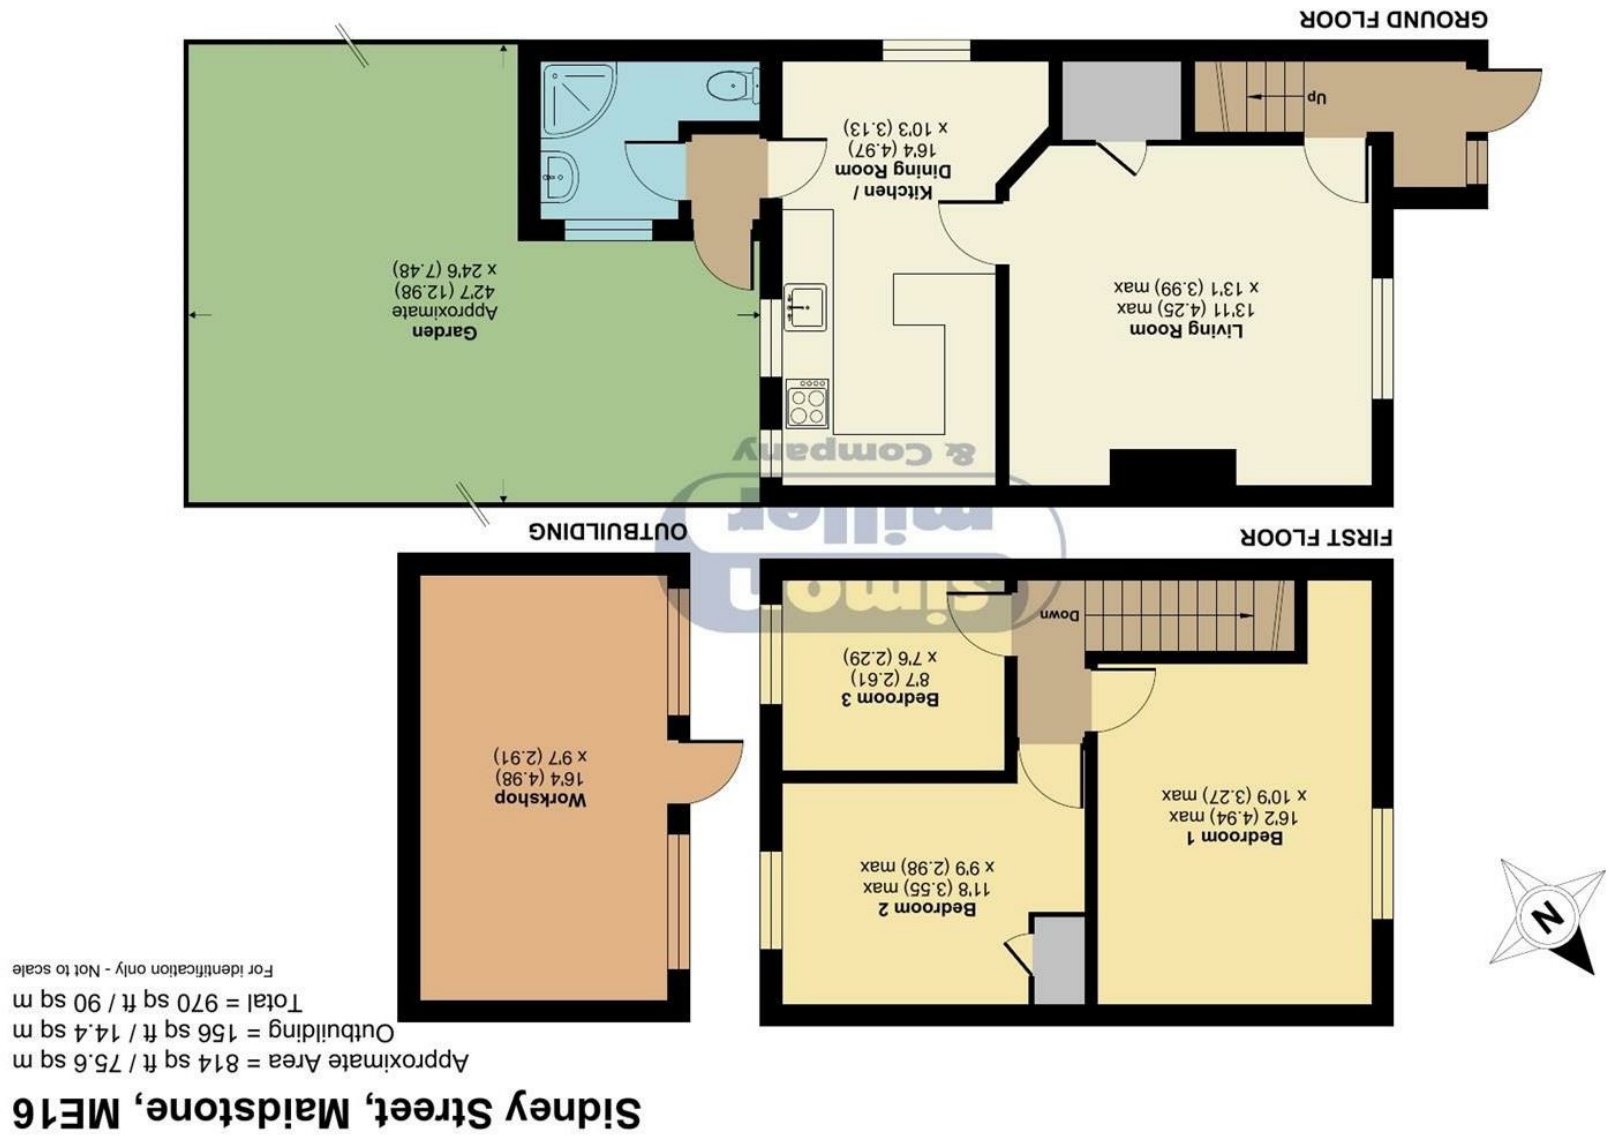 Sidney Street, Maidstone, ME16
Approximate Area = 814 sq ft / 75.6 sq m
Outbuilding = 156 sq ft / 14.4 sq m
Total = 970 sq ft / 90 sq m
For identification only - Not to scale
N
Bedroom 1
16'2 (4.94) max
x 10'9 (3.27) max
Bedroom 2
11'8 (3.55) max
x 9'9 (2.98) max
Bedroom 3
8'7 (2.61)
x 7'6 (2.29)
Down
FIRST FLOOR
Workshop
16'4 (4.98)
x 9'7 (2.91)
OUTBUILDING
simon
miller
& Company
Living Room
13'11 (4.25) max
x 13'1 (3.99) max
Garden
Approximate
42'7 (12.98)
x 24'6 (7.48)
Kitchen /
Dining Room
16'4 (4.97)
x 10'3 (3.13)
Up
GROUND FLOOR